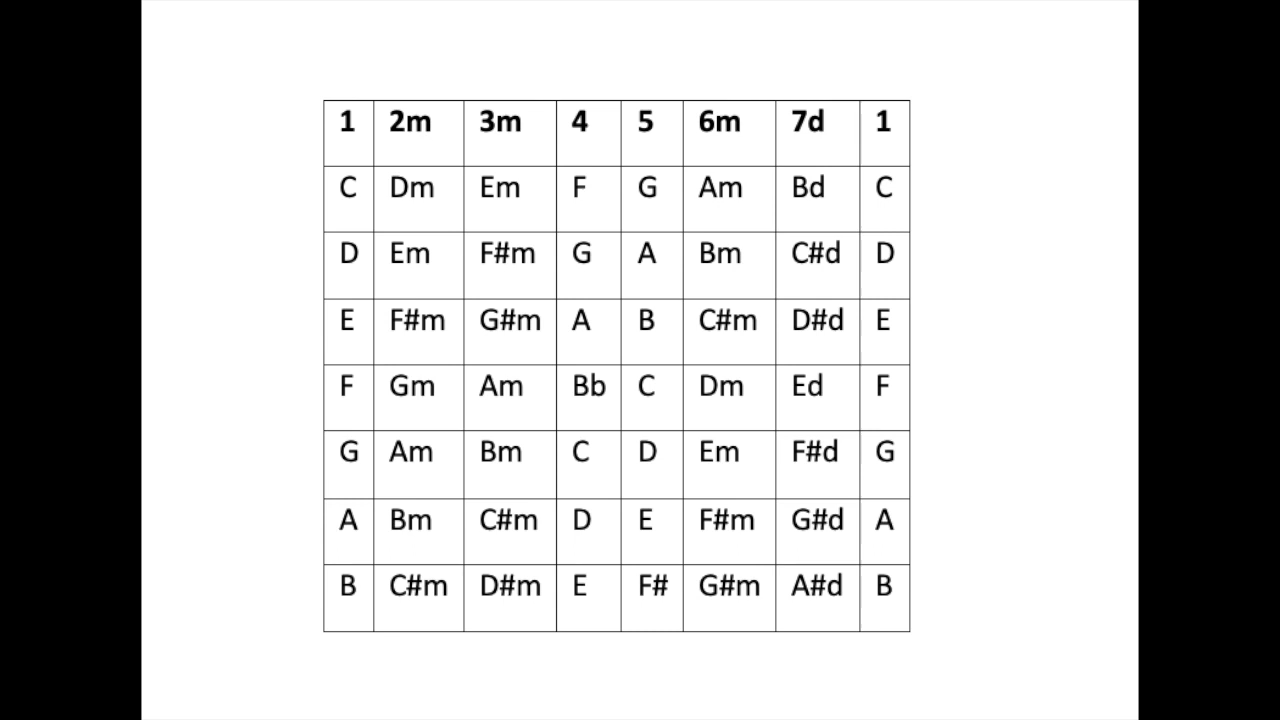 1 2m 3m 4 5 6m 7d 1
C Dm Em F G Am Bd C
D Em F#m G A Bm C#d D
E F#m G#m A B C#m D#d E
F Gm Am Bb C Dm Ed F
G Am Bm C D Em F#d G
A Bm C#m D E F#m G#d A
B C#m D#m E F# G#m A#d B